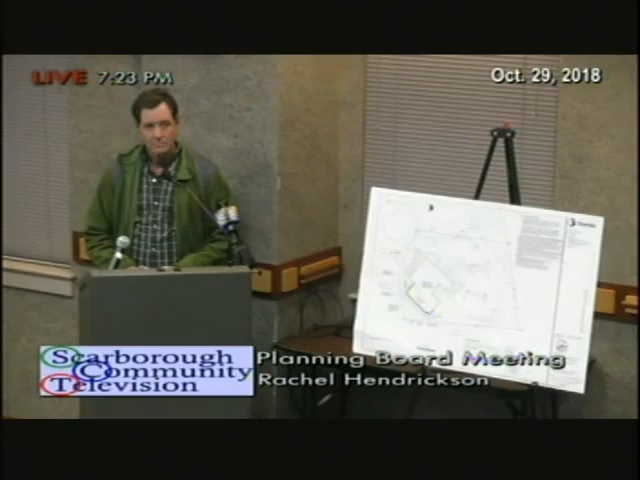 LIVE 7:23 PM
Oct. 29, 2018
Scarborough
Community
Television
Planning Board Meeting
Rachel Hendrickson